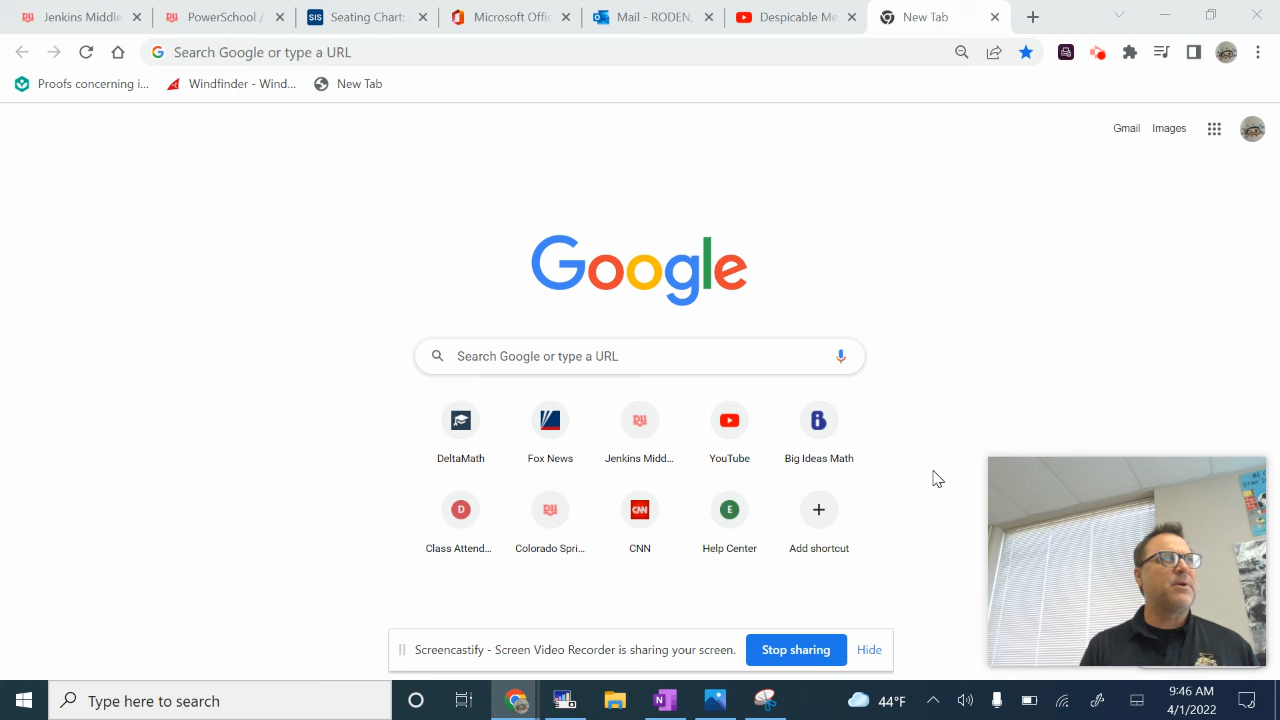 Jenkins Middle
PowerSchool /
SIS
Seating Chart:
Microsoft Offic
Mail - RODEN,
Despicable Me
New Tab
Search Google or type a URL
Proofs concerning i...
Windfinder - Wind...
New Tab
Gmail
Images
Google
Search Google or type a URL
DeltaMath
Fox News
Jenkins Midd...
YouTube
Big Ideas Math
D
CNN
E
Class Attend...
Colorado Spri...
CNN
Help Center
Add shortcut
Screencastify - Screen Video Recorder is sharing your screen.
Stop sharing
Hide
Type here to search
44°F
9:46 AM
4/1/2022